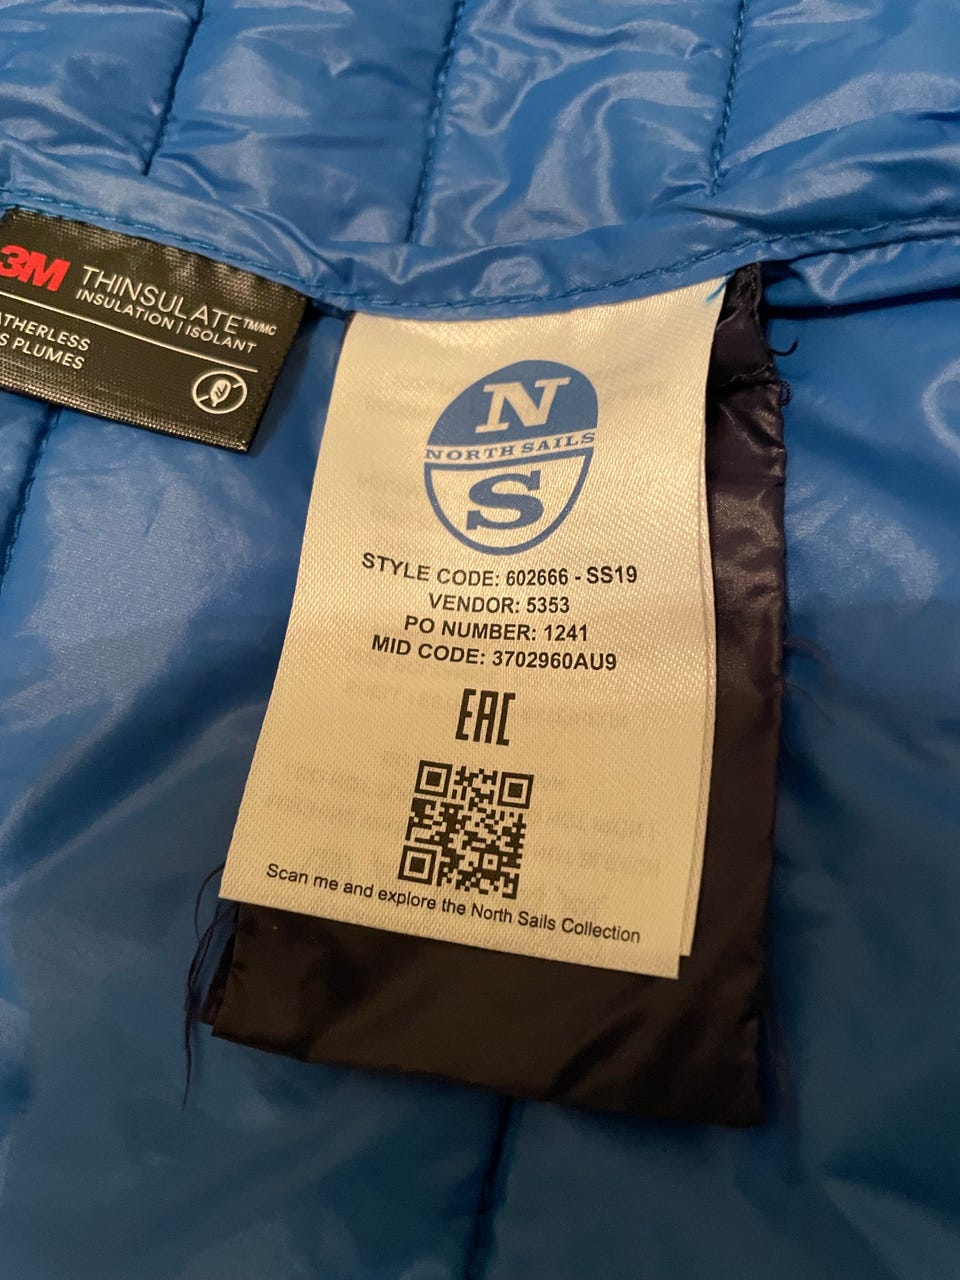 3M THINSULATE™/MC
INSULATION | ISOLANT
PLUMES
N
NORTH SAILS
S
STYLE CODE: 602666 - SS19
VENDOR: 5353
PO NUMBER: 1241
MID CODE: 3702960AU9
EAC
Scan me and explore the North Sails Collection